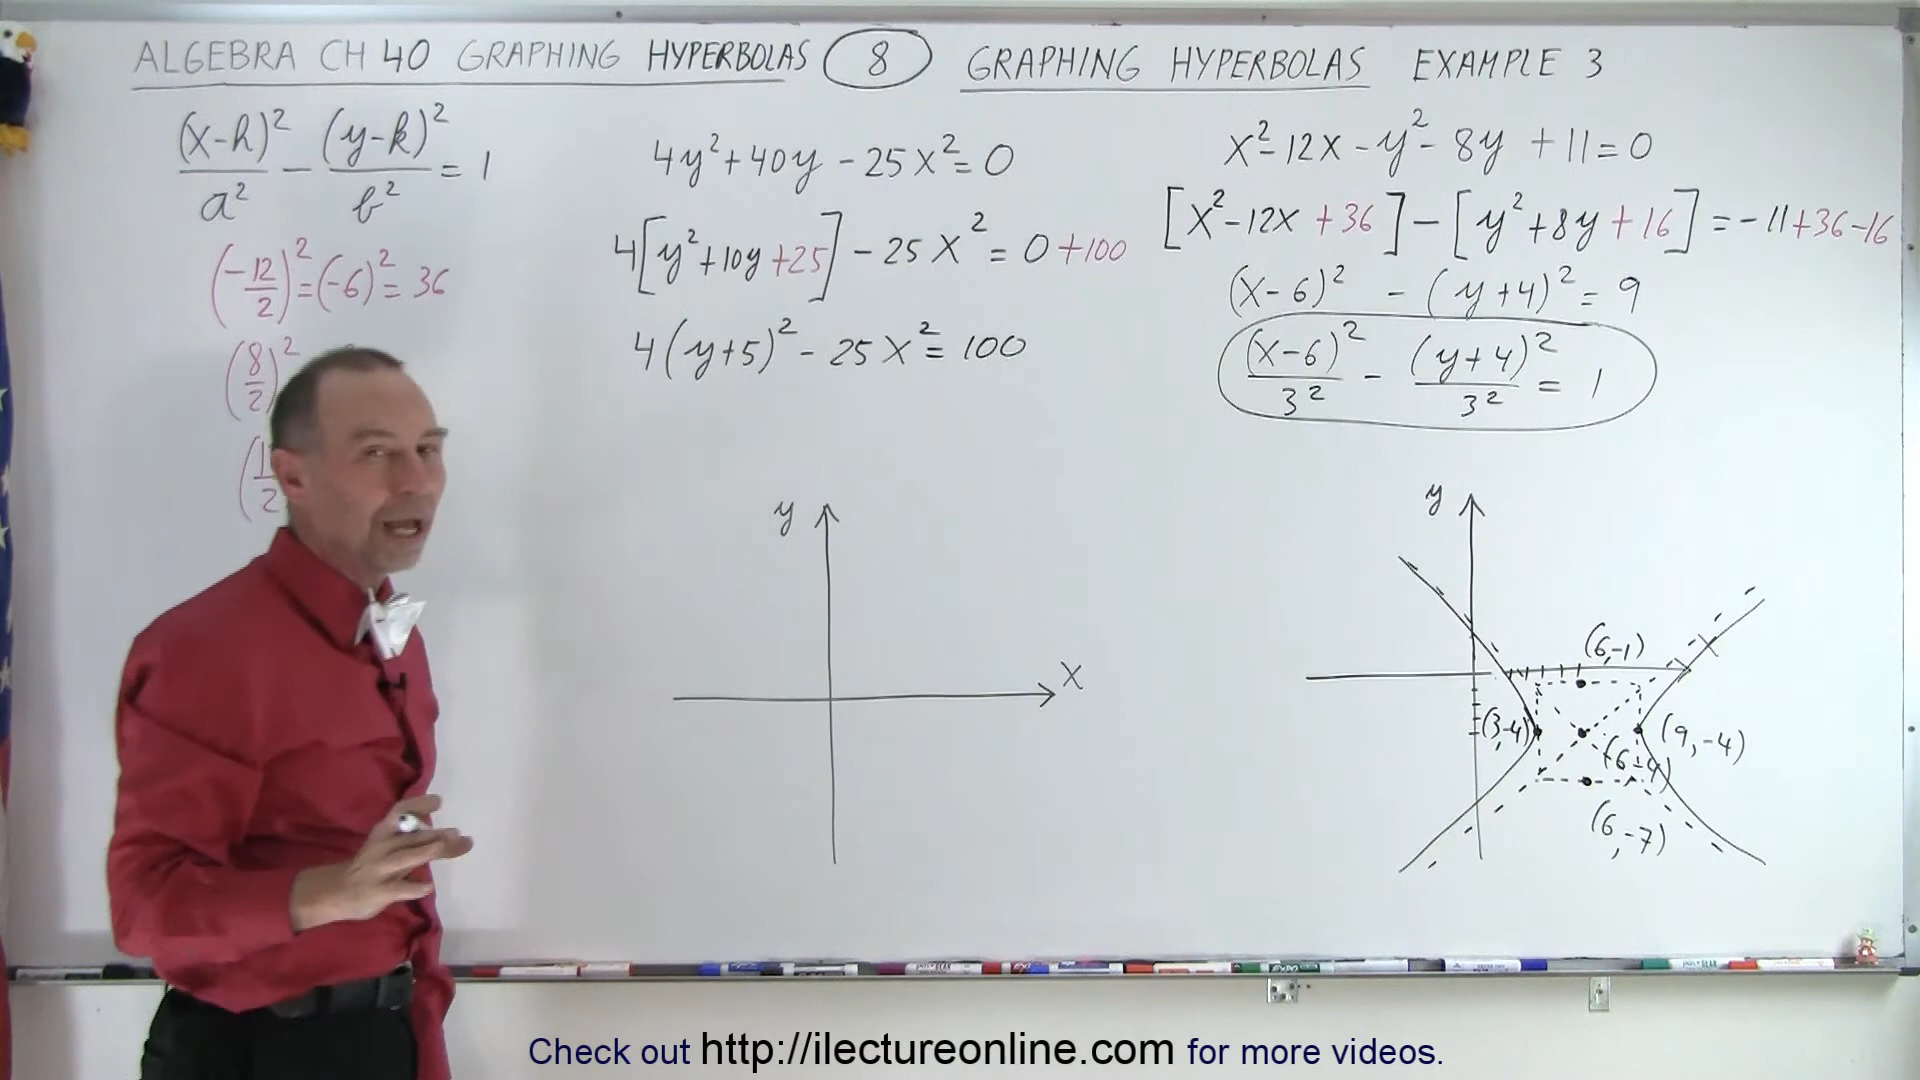 ALGEBRA CH 40 GRAPHING HYPERBOLAS 8 GRAPHING HYPERBOLAS EXAMPLE 3
(x-h)²/a² - (y-k)²/b² = 1
(-12/2)² = (-6)² = 36
(8/2)²
4y² + 40y - 25x² = 0
4[y² + 10y + 25] - 25x² = 0 + 100
4(y+5)² - 25x² = 100
y
x
x² - 12x - y² - 8y + 11 = 0
[x² - 12x + 36] - [y² + 8y + 16] = -11 + 36 - 16
(x-6)² - (y+4)² = 9
(x-6)²/3² - (y+4)²/3² = 1
y
x
(6,-1)
(3,-4)
(9,-4)
(6,-4)
(6,-7)
Check out http://ilectureonline.com for more videos.